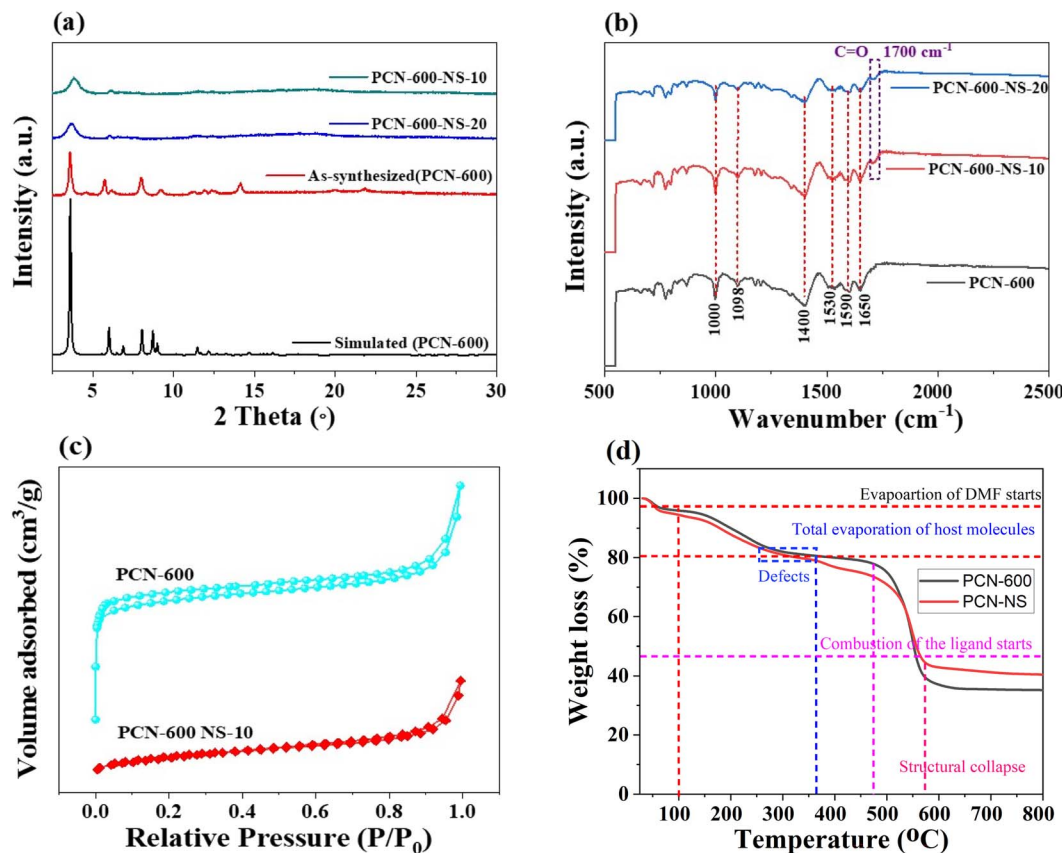 (a)
Intensity (a.u.)
PCN-600-NS-10
PCN-600-NS-20
As-synthesized(PCN-600)
Simulated (PCN-600)
5 10 15 20 25 30
2 Theta (◦)
(b)
Intensity (a.u.)
C=O 1700 cm⁻¹
PCN-600-NS-20
PCN-600-NS-10
PCN-600
1000
1098
1400
1530
1590
1650
500 1000 1500 2000 2500
Wavenumber (cm⁻¹)
(c)
Volume adsorbed (cm³/g)
PCN-600
PCN-600 NS-10
0.0 0.2 0.4 0.6 0.8 1.0
Relative Pressure (P/P₀)
(d)
Weight loss (%)
100
80
60
40
20
0
Evapoartion of DMF starts
Total evaporation of host molecules
Defects
PCN-600
PCN-NS
Combustion of the ligand starts
Structural collapse
100 200 300 400 500 600 700 800
Temperature (ºC)